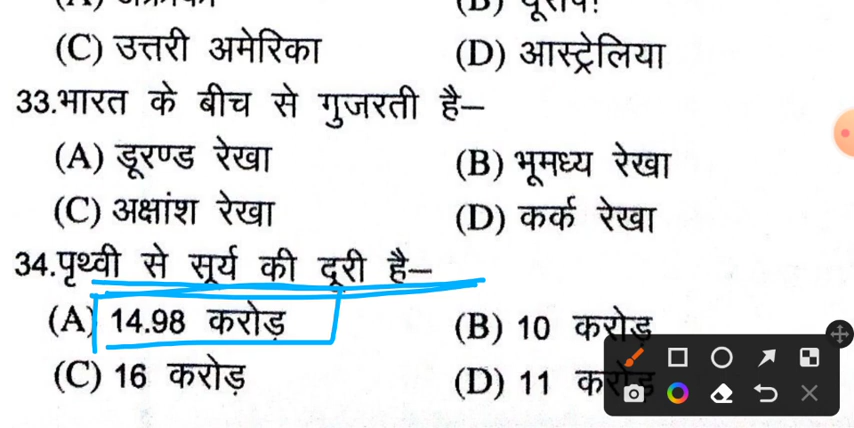 (C) उत्तरी अमेरिका (D) आस्ट्रेलिया
33.भारत के बीच से गुजरती है–
(A) डूरण्ड रेखा (B) भूमध्य रेखा
(C) अक्षांश रेखा (D) कर्क रेखा
34.पृथ्वी से सूर्य की दूरी है–
(A) 14.98 करोड़ (B) 10 करोड़
(C) 16 करोड़ (D) 11 करोड़